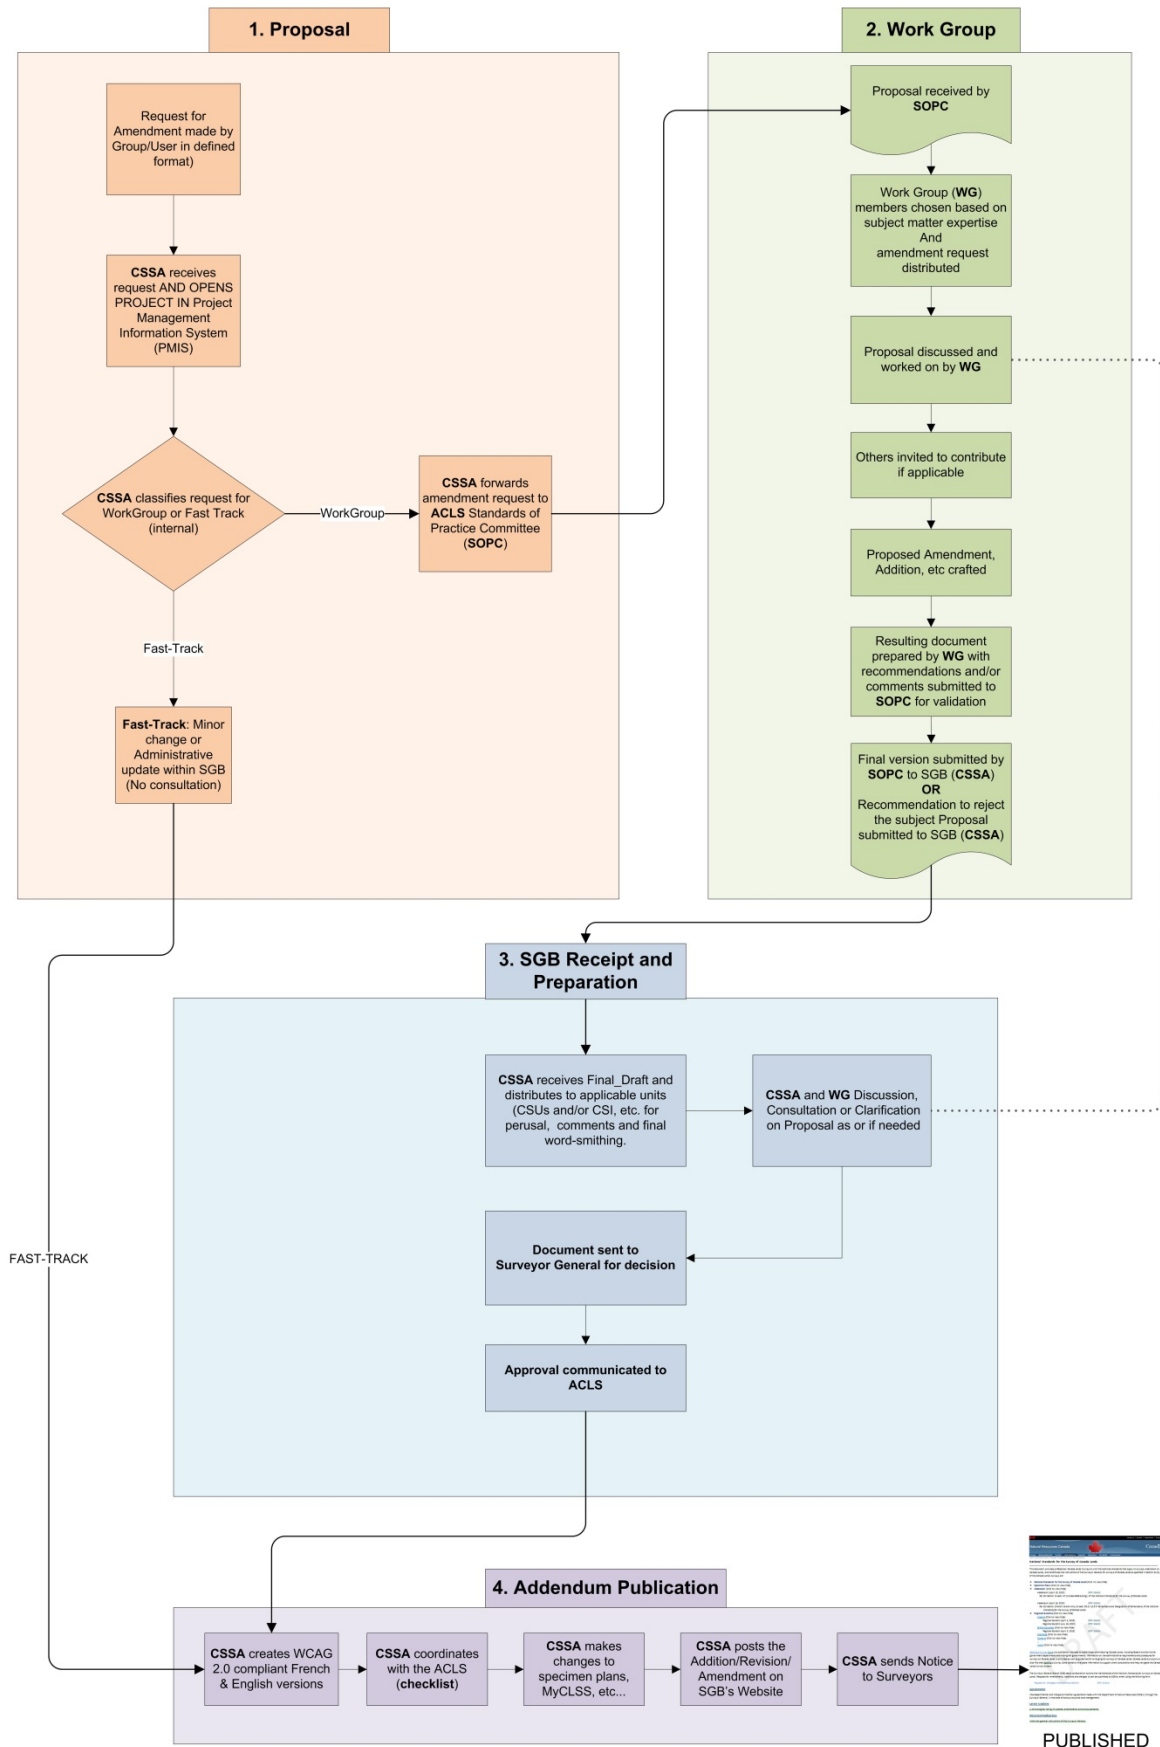 1. Proposal
Request for
Amendment made by
Group/User in defined
format)
CSSA receives
request AND OPENS
PROJECT IN Project
Management
Information System
(PMIS)
CSSA classifies request for
WorkGroup or Fast Track
(internal)
WorkGroup
CSSA forwards
amendment request to
ACLS Standards of
Practice Committee
(SOPC)
Fast-Track
Fast-Track: Minor
change or
Administrative
update within SGB
(No consultation)
2. Work Group
Proposal received by
SOPC
Work Group (WG)
members chosen based on
subject matter expertise
And
amendment request
distributed
Proposal discussed and
worked on by WG
Others invited to contribute
if applicable
Proposed Amendment,
Addition, etc crafted
Resulting document
prepared by WG with
recommendations and/or
comments submitted to
SOPC for validation
Final version submitted by
SOPC to SGB (CSSA)
OR
Recommendation to reject
the subject Proposal
submitted to SGB (CSSA)
3. SGB Receipt and
Preparation
CSSA receives Final_Draft and
distributes to applicable units
(CSUs and/or CSI, etc. for
perusal, comments and final
word-smithing.
CSSA and WG Discussion,
Consultation or Clarification
on Proposal as or if needed
Document sent to
Surveyor General for decision
Approval communicated to
ACLS
FAST-TRACK
4. Addendum Publication
CSSA creates WCAG
2.0 compliant French
& English versions
CSSA coordinates
with the ACLS
(checklist)
CSSA makes
changes to
specimen plans,
MyCLSS, etc...
CSSA posts the
Addition/Revision/
Amendment on
SGB's Website
CSSA sends Notice
to Surveyors
PUBLISHED